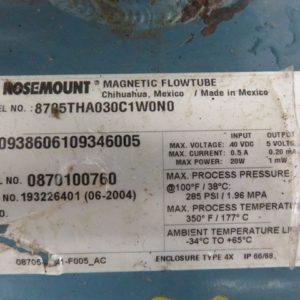 ROSEMOUNT MAGNETIC FLOWTUBE
Chihuahua, Mexico / Made in Mexico
EL NO.: 8705THA030C1W0N0
0938606109346005
INPUT OUTPUT
MAX. VOLTAGE: 40 VDC 5 VOLTS
MAX. CURRENT: 0.5 A 0.20 mA
MAX. POWER: 20W 1 mW
NO. 0870100760
193226401 (06-2004)
MAX. PROCESS PRESSURE:
@100°F / 38°C:
285 PSI / 1.96 MPA
MAX. PROCESS TEMPERATURE
350° F / 177° C
AMBIENT TEMPERATURE LI
-34°C TO +65°C
-F005_AC
ENCLOSURE TYPE 4X IP 66/68